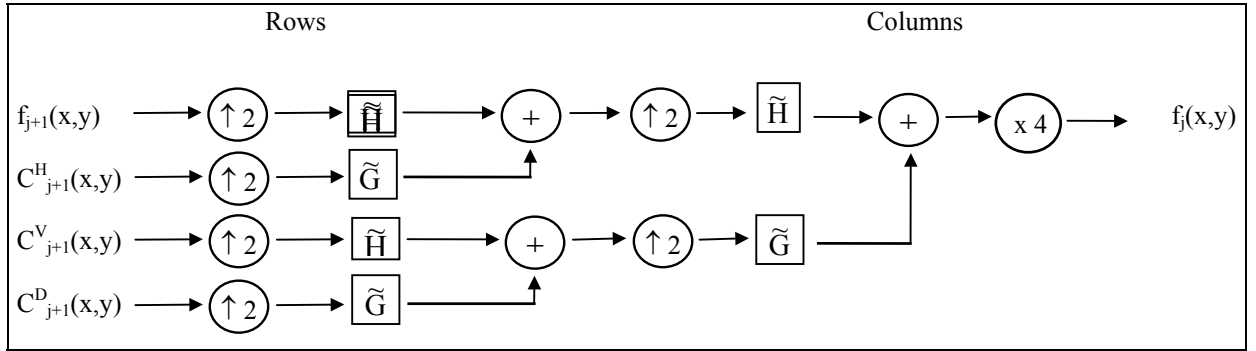 Rows Columns
f_{j+1}(x,y) ↑ 2 H̃ + ↑ 2 H̃ + x 4 f_j(x,y)
C^H_{j+1}(x,y) ↑ 2 G̃
C^V_{j+1}(x,y) ↑ 2 H̃ + ↑ 2 G̃
C^D_{j+1}(x,y) ↑ 2 G̃